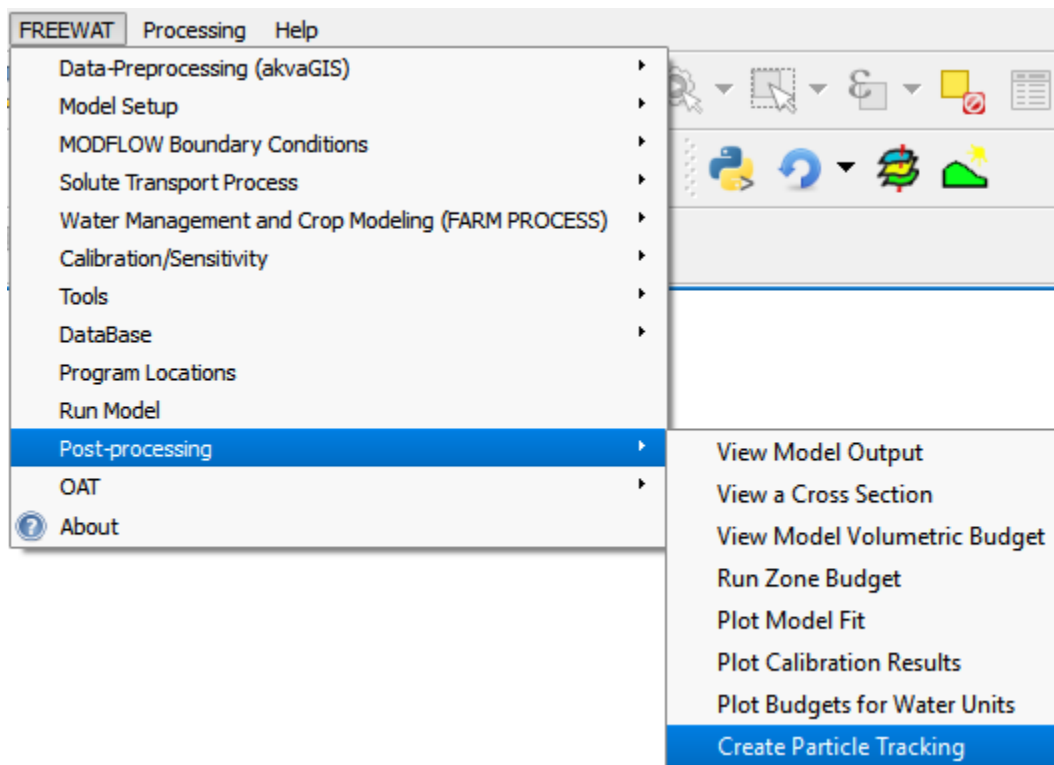 FREEWAT Processing Help
Data-Preprocessing (akvaGIS)
Model Setup
MODFLOW Boundary Conditions
Solute Transport Process
Water Management and Crop Modeling (FARM PROCESS)
Calibration/Sensitivity
Tools
DataBase
Program Locations
Run Model
Post-processing
OAT
About
View Model Output
View a Cross Section
View Model Volumetric Budget
Run Zone Budget
Plot Model Fit
Plot Calibration Results
Plot Budgets for Water Units
Create Particle Tracking